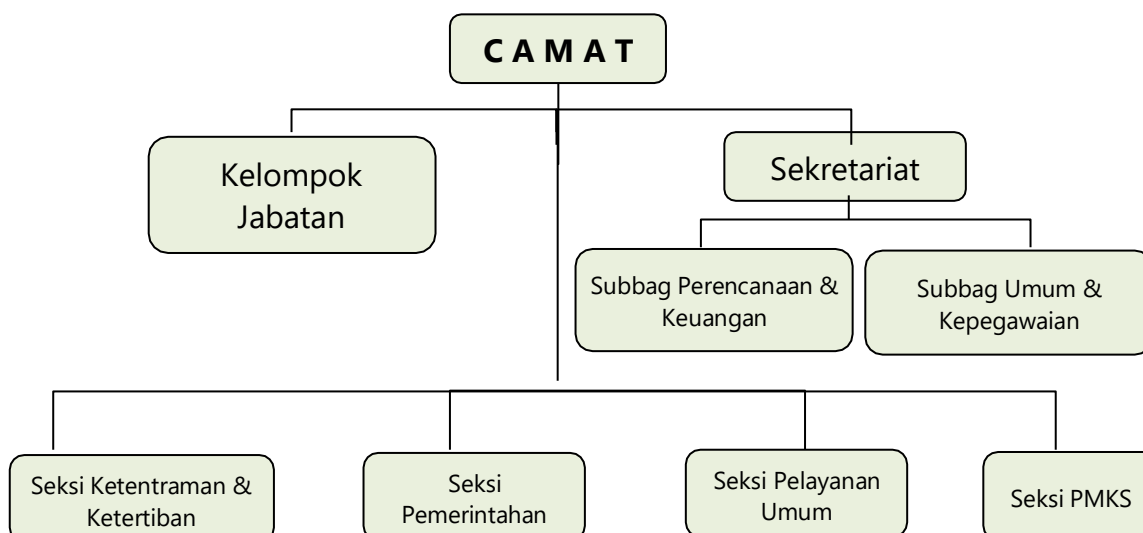 C A M A T
Kelompok
Jabatan
Sekretariat
Subbag Perencanaan &
Keuangan
Subbag Umum &
Kepegawaian
Seksi Ketentraman &
Ketertiban
Seksi
Pemerintahan
Seksi Pelayanan
Umum
Seksi PMKS